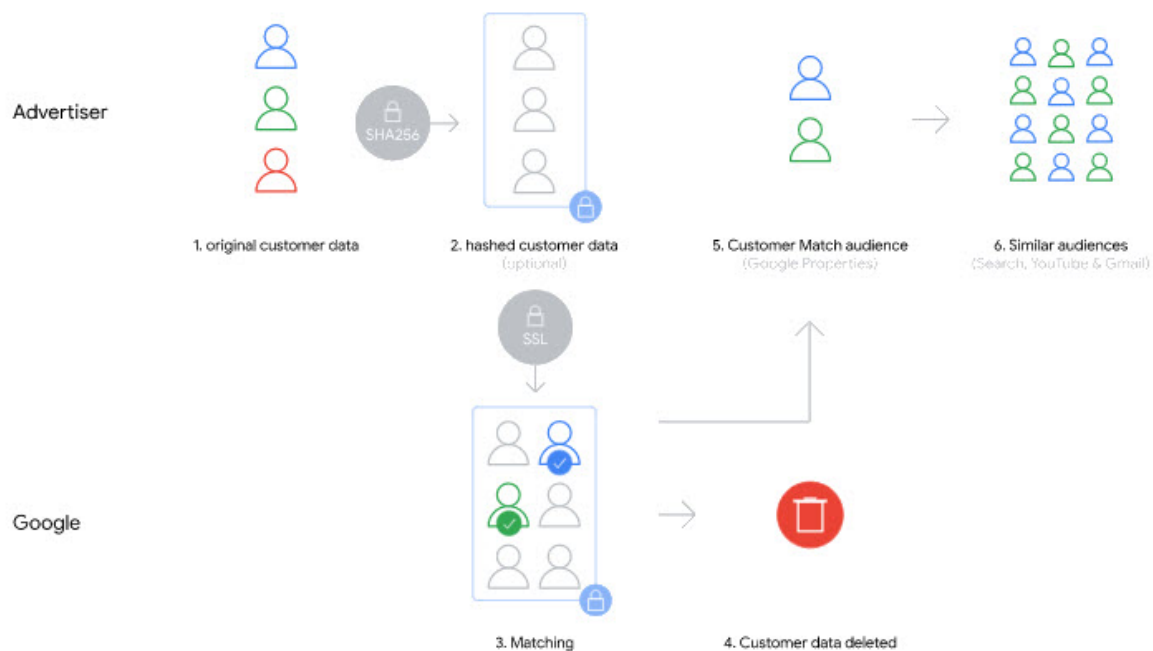 Advertiser
SHA256
1. original customer data
2. hashed customer data
(optional)
5. Customer Match audience
(Google Properties)
6. Similar audiences
(Search, YouTube & Gmail)
SSL
Google
3. Matching
4. Customer data deleted